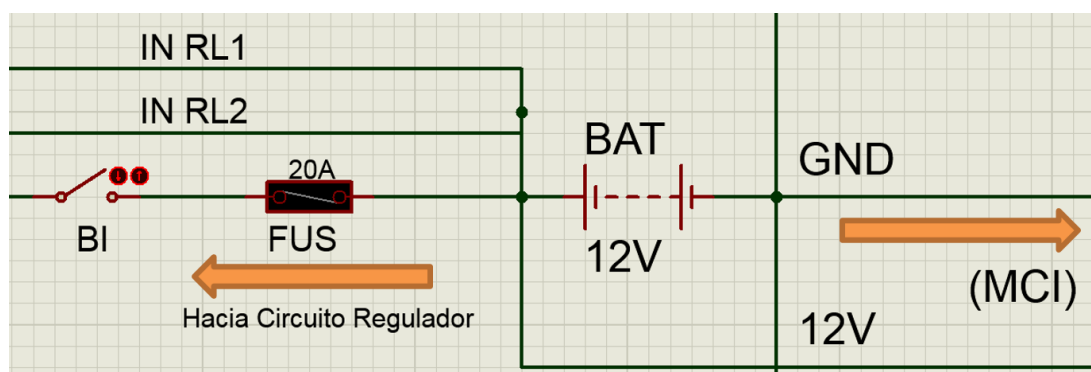 IN RL1
IN RL2
BAT
20A
GND
BI
FUS
12V
(MCI)
Hacia Circuito Regulador
12V